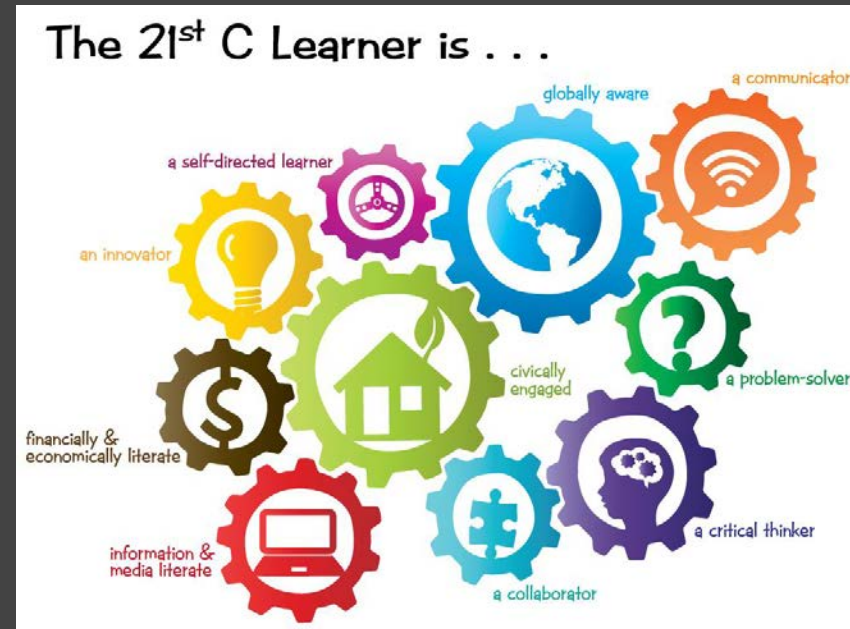 The 21st C Learner is . . .
a communicator
globally aware
a self-directed learner
an innovator
civically
engaged
a problem-solver
financially &
economically literate
a critical thinker
information &
media literate
a collaborator